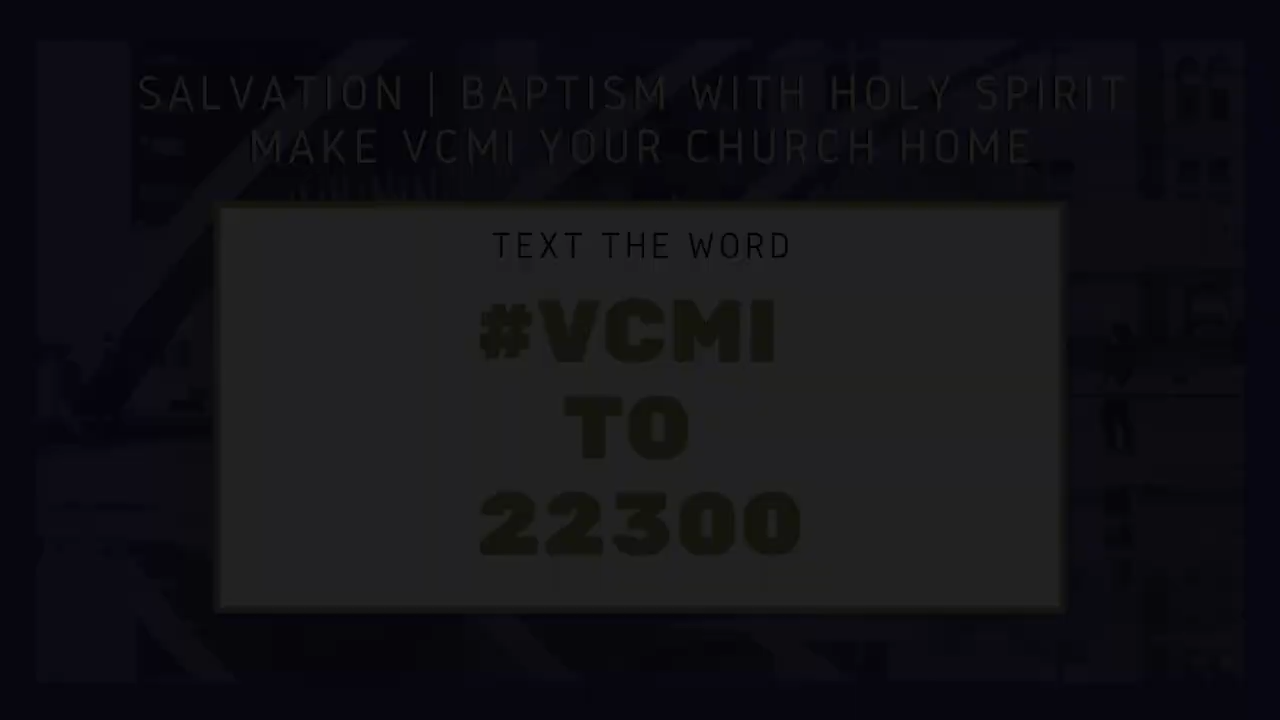 SALVATION | BAPTISM WITH HOLY SPIRIT
MAKE VCMI YOUR CHURCH HOME
TEXT THE WORD
#VCMI
TO
22300